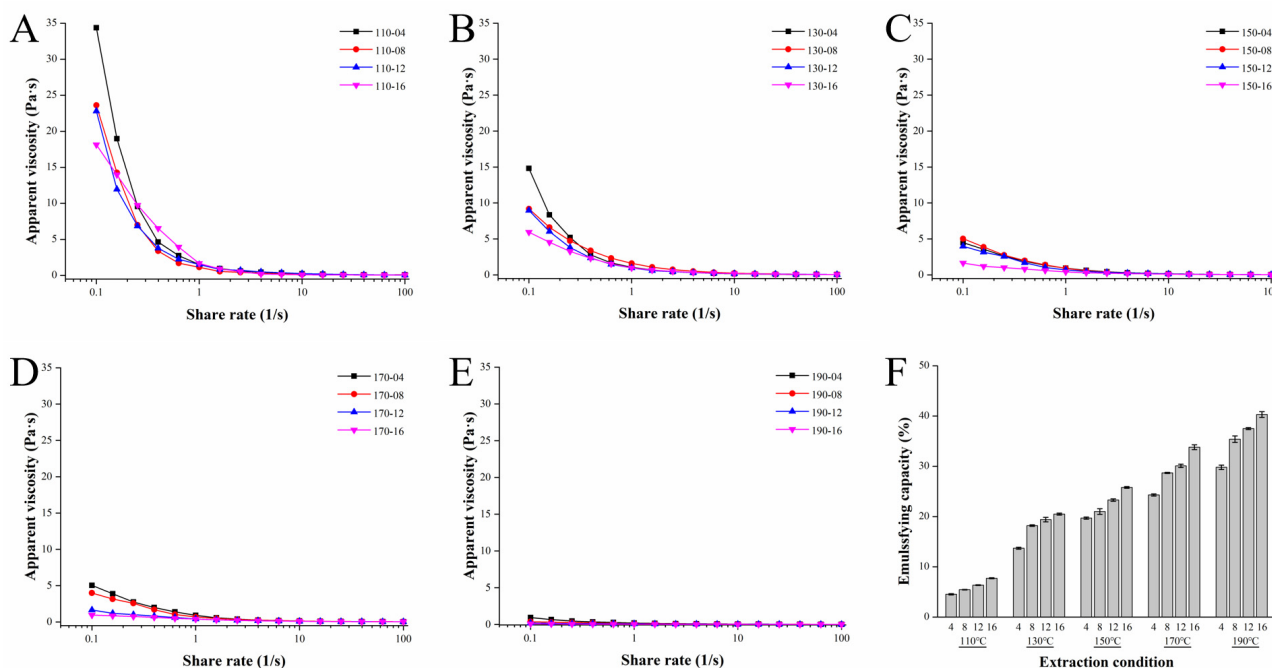 A
Apparent viscosity (Pa·s)
35
30
25
20
15
10
5
0
110-04
110-08
110-12
110-16
0.1 1 10 100
Share rate (1/s)
B
Apparent viscosity (Pa·s)
35
30
25
20
15
10
5
0
130-04
130-08
130-12
130-16
0.1 1 10 100
Share rate (1/s)
C
Apparent viscosity (Pa·s)
35
30
25
20
15
10
5
0
150-04
150-08
150-12
150-16
0.1 1 10 100
Share rate (1/s)
D
Apparent viscosity (Pa·s)
35
30
25
20
15
10
5
0
170-04
170-08
170-12
170-16
0.1 1 10 100
Share rate (1/s)
E
Apparent viscosity (Pa·s)
35
30
25
20
15
10
5
0
190-04
190-08
190-12
190-16
0.1 1 10 100
Share rate (1/s)
F
Emulssfying capacity (%)
50
40
30
20
10
0
4 8 12 16 4 8 12 16 4 8 12 16 4 8 12 16 4 8 12 16
110°C 130°C 150°C 170°C 190°C
Extraction condition